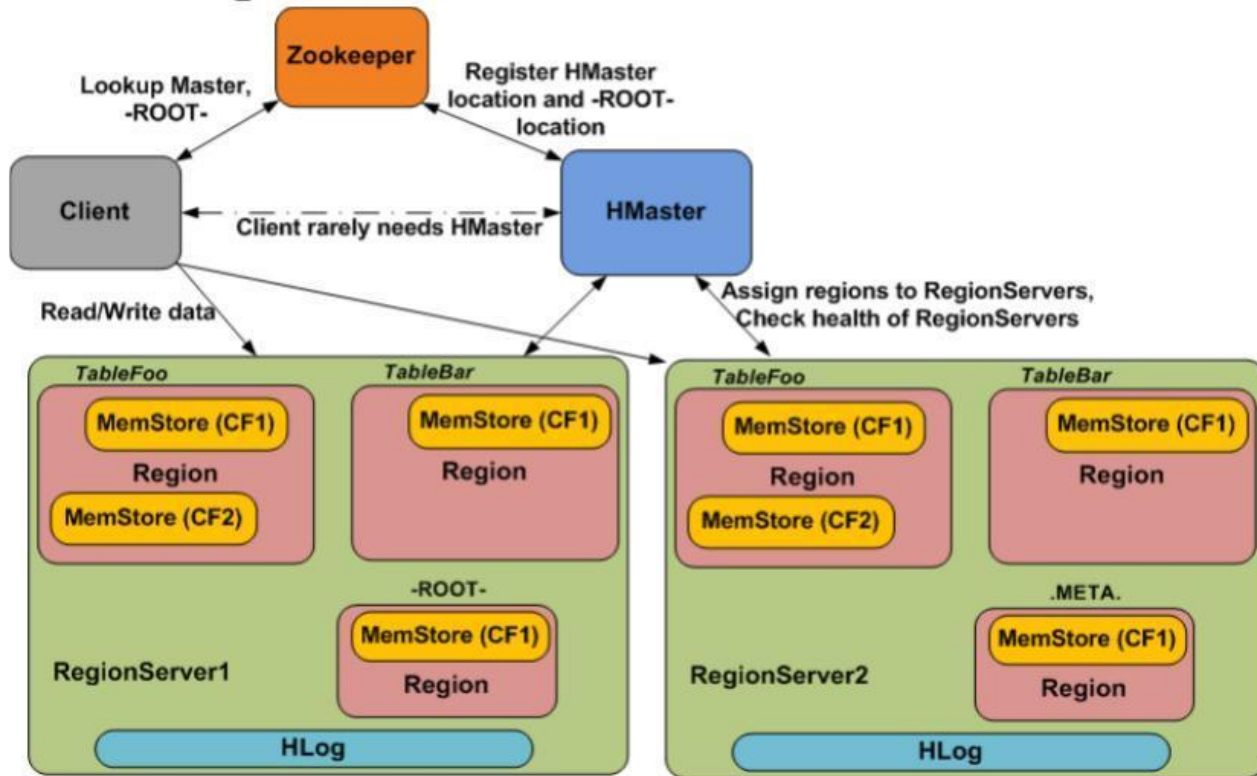 Zookeeper
Lookup Master,
-ROOT-
Register HMaster
location and -ROOT-
location
Client
HMaster
Client rarely needs HMaster
Read/Write data
Assign regions to RegionServers,
Check health of RegionServers
TableFoo
MemStore (CF1)
Region
MemStore (CF2)
TableBar
MemStore (CF1)
Region
-ROOT-
MemStore (CF1)
Region
RegionServer1
HLog
TableFoo
MemStore (CF1)
Region
MemStore (CF2)
TableBar
MemStore (CF1)
Region
.META.
MemStore (CF1)
Region
RegionServer2
HLog